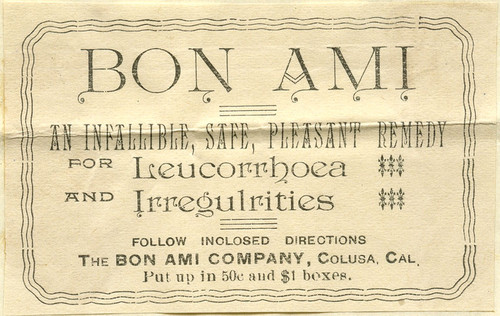 BON AMI
AN INFALLIBLE, SAFE, PLEASANT REMEDY
FOR Leucorrhoea
AND Irregulrities
FOLLOW INCLOSED DIRECTIONS
THE BON AMI COMPANY, COLUSA, CAL.
Put up in 50c and $1 boxes.